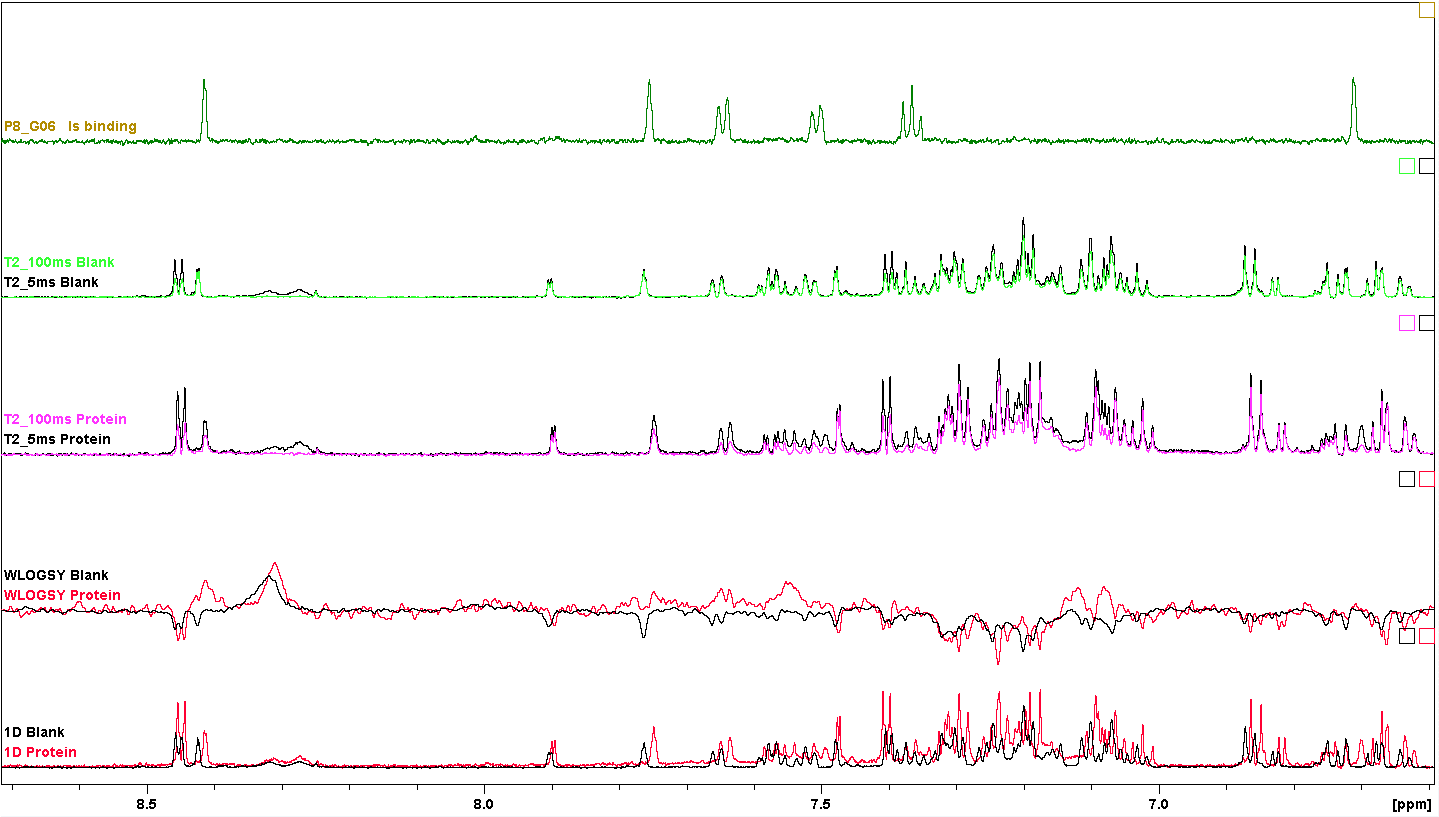 P8_G06 Is binding
T2_100ms Blank
T2_5ms Blank
T2_100ms Protein
T2_5ms Protein
WLOGSY Blank
WLOGSY Protein
1D Blank
1D Protein
8.5 8.0 7.5 7.0 [ppm]